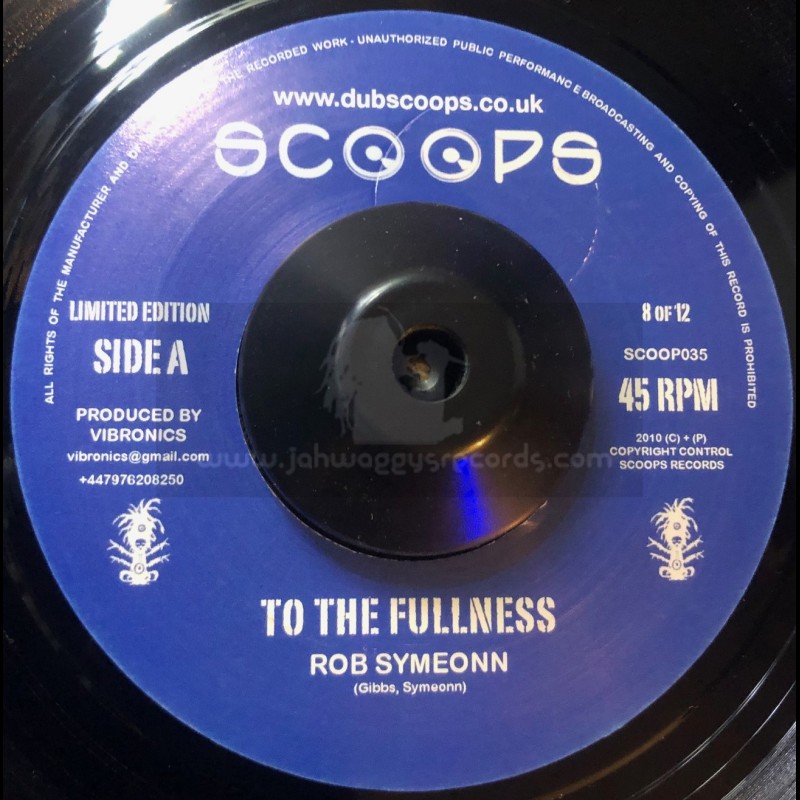 ALL RIGHTS OF THE MANUFACTURER AND OF THE RECORDED WORK - UNAUTHORIZED PUBLIC PERFORMANC E BROADCASTING AND COPYING OF THIS RECORD IS PROHIBITED
www.dubscoops.co.uk
SCOOPS
LIMITED EDITION
SIDE A
PRODUCED BY
VIBRONICS
vibronics@gmail.com
+447976208250
8 OF 12
SCOOP035
45 RPM
2010 (C) + (P)
COPYRIGHT CONTROL
SCOOPS RECORDS
www.jahwaggysrecords.com
TO THE FULLNESS
ROB SYMEONN
(Gibbs, Symeonn)